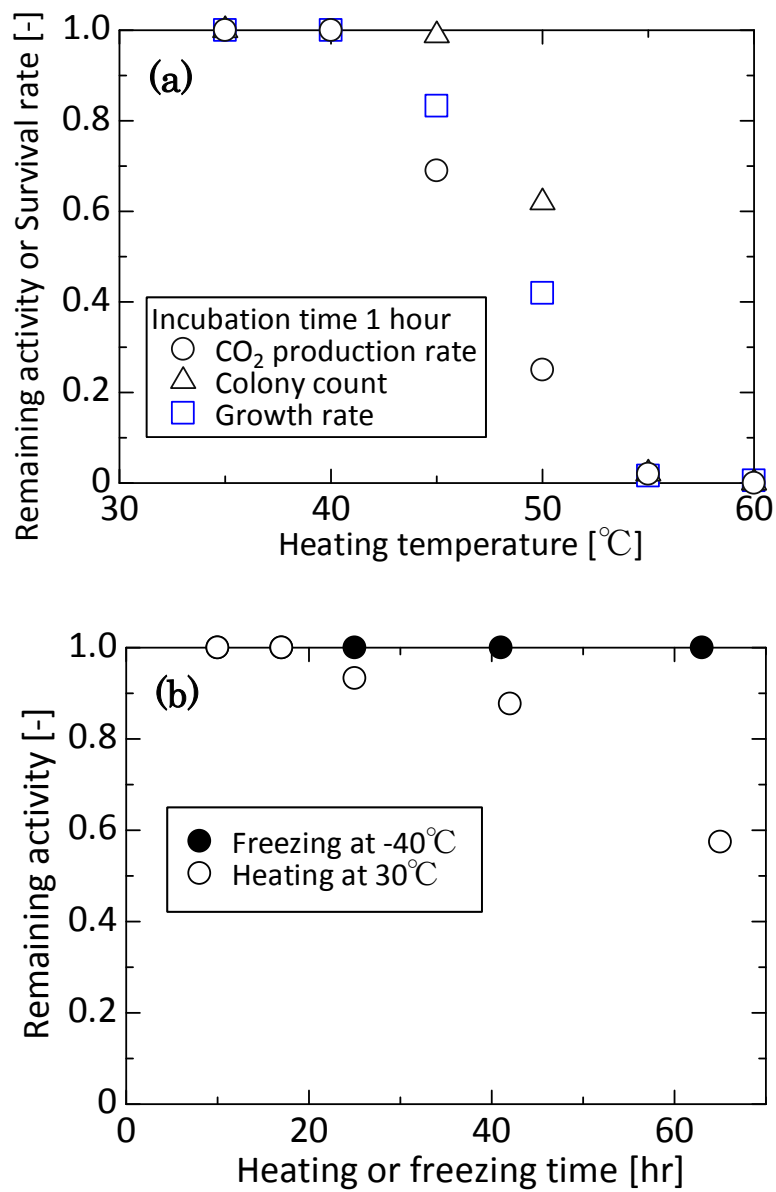 1.0
(a)
0.8
0.6
0.4
0.2
0
Remaining activity or Survival rate [-]
Incubation time 1 hour
CO₂ production rate
Colony count
Growth rate
30 40 50 60
Heating temperature [℃]
1.0
(b)
0.8
0.6
0.4
0.2
0
Remaining activity [-]
Freezing at -40℃
Heating at 30℃
0 20 40 60
Heating or freezing time [hr]